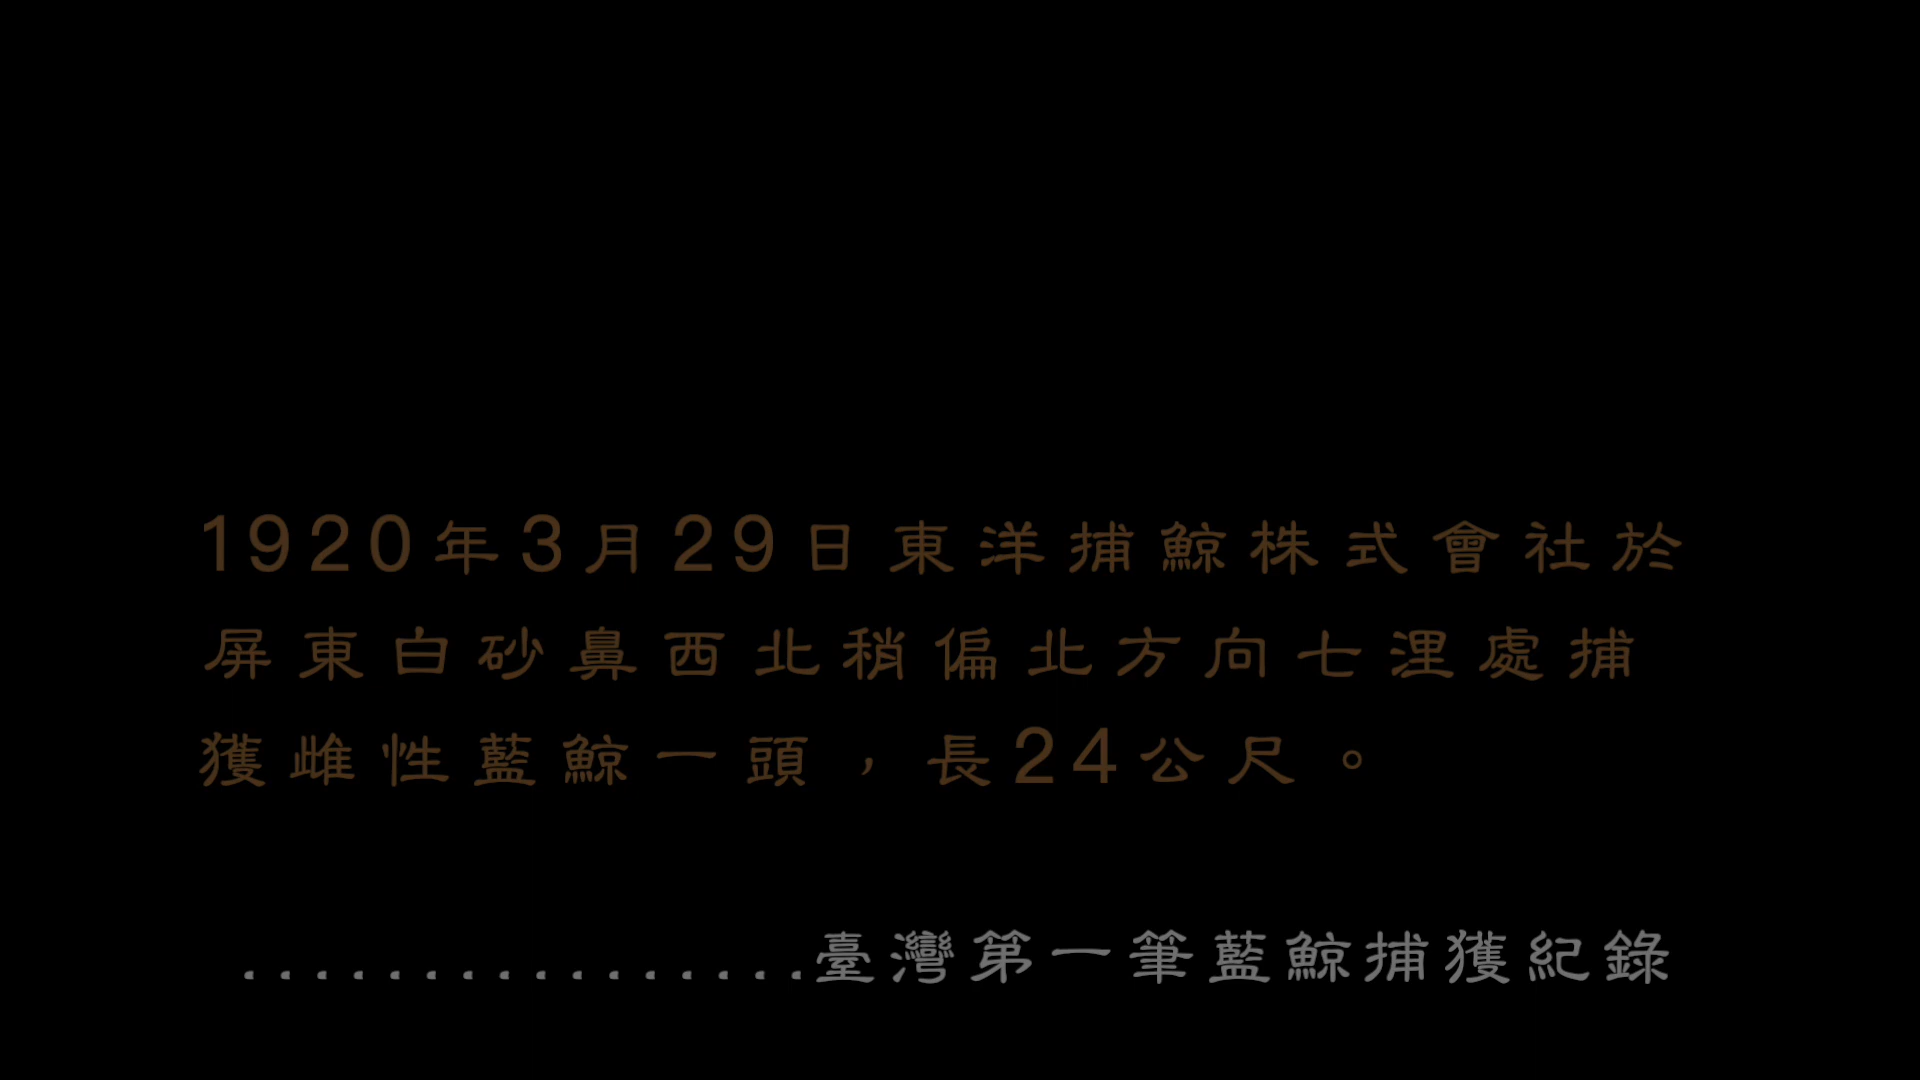 1920年3月29日東洋捕鯨株式會社於
屏東白砂鼻西北稍偏北方向七浬處捕
獲雌性藍鯨一頭，長24公尺。
................臺灣第一筆藍鯨捕獲紀錄